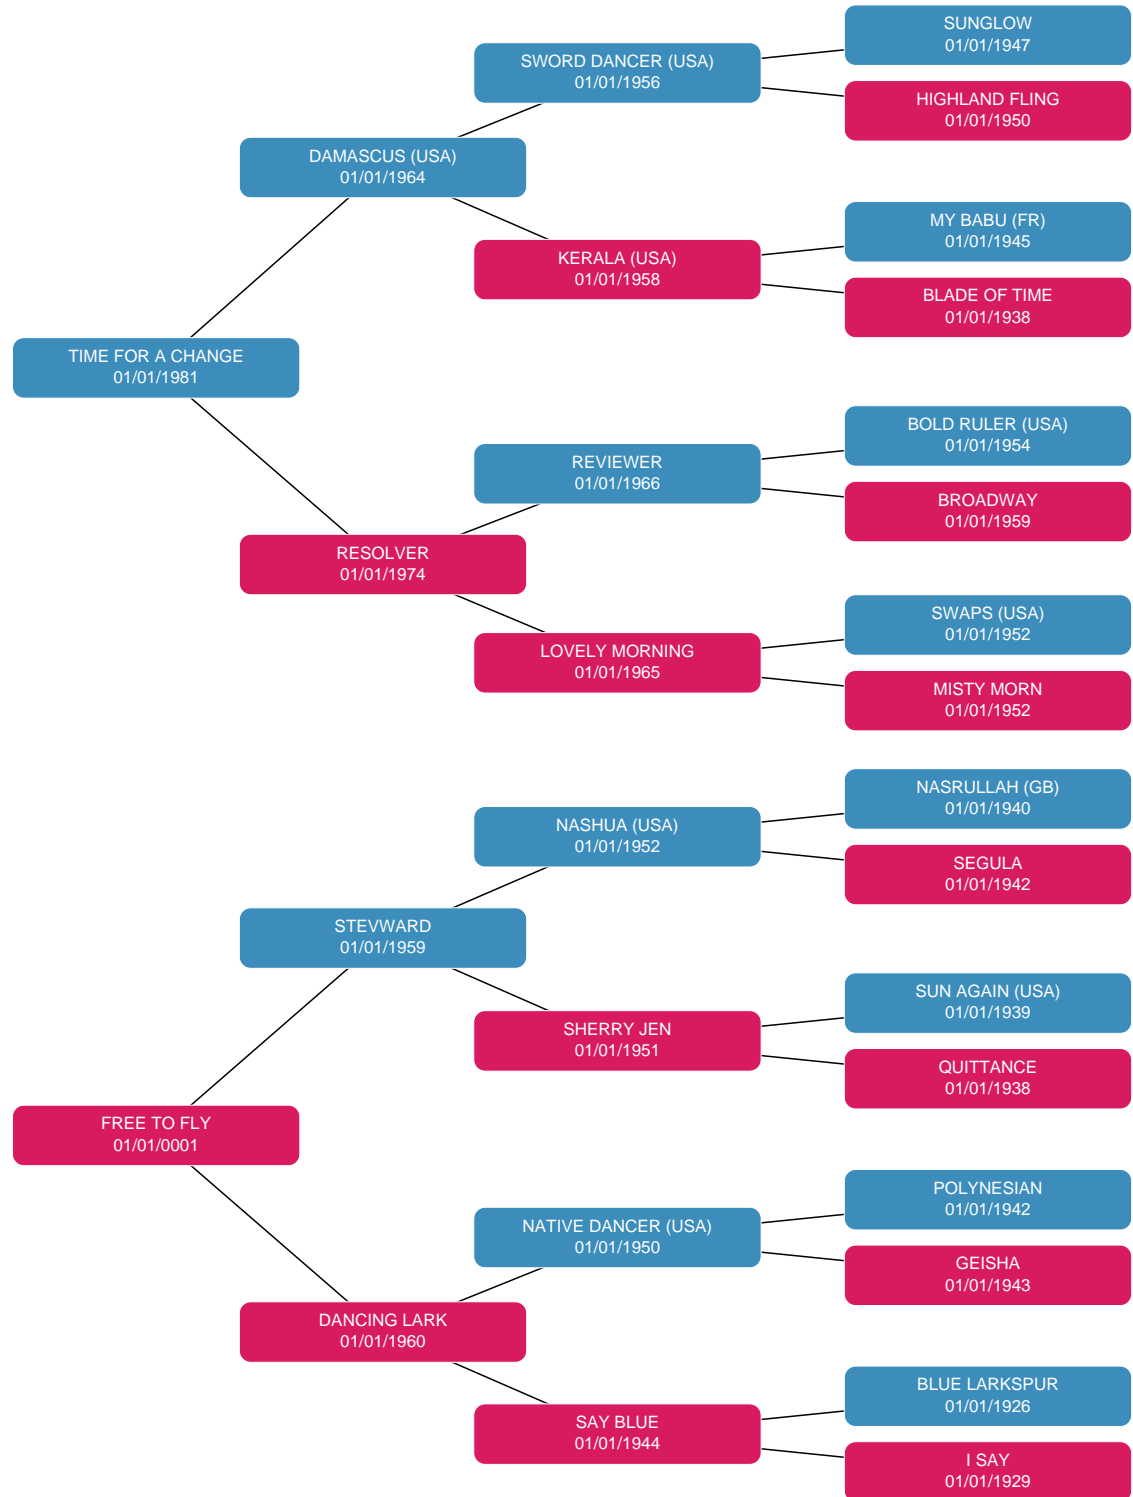 SUNGLOW
01/01/1947
SWORD DANCER (USA)
01/01/1956
HIGHLAND FLING
01/01/1950
DAMASCUS (USA)
01/01/1964
MY BABU (FR)
01/01/1945
KERALA (USA)
01/01/1958
BLADE OF TIME
01/01/1938
TIME FOR A CHANGE
01/01/1981
BOLD RULER (USA)
01/01/1954
REVIEWER
01/01/1966
BROADWAY
01/01/1959
RESOLVER
01/01/1974
SWAPS (USA)
01/01/1952
LOVELY MORNING
01/01/1965
MISTY MORN
01/01/1952
NASRULLAH (GB)
01/01/1940
NASHUA (USA)
01/01/1952
SEGULA
01/01/1942
STEVWARD
01/01/1959
SUN AGAIN (USA)
01/01/1939
SHERRY JEN
01/01/1951
QUITTANCE
01/01/1938
FREE TO FLY
01/01/0001
POLYNESIAN
01/01/1942
NATIVE DANCER (USA)
01/01/1950
GEISHA
01/01/1943
DANCING LARK
01/01/1960
BLUE LARKSPUR
01/01/1926
SAY BLUE
01/01/1944
I SAY
01/01/1929